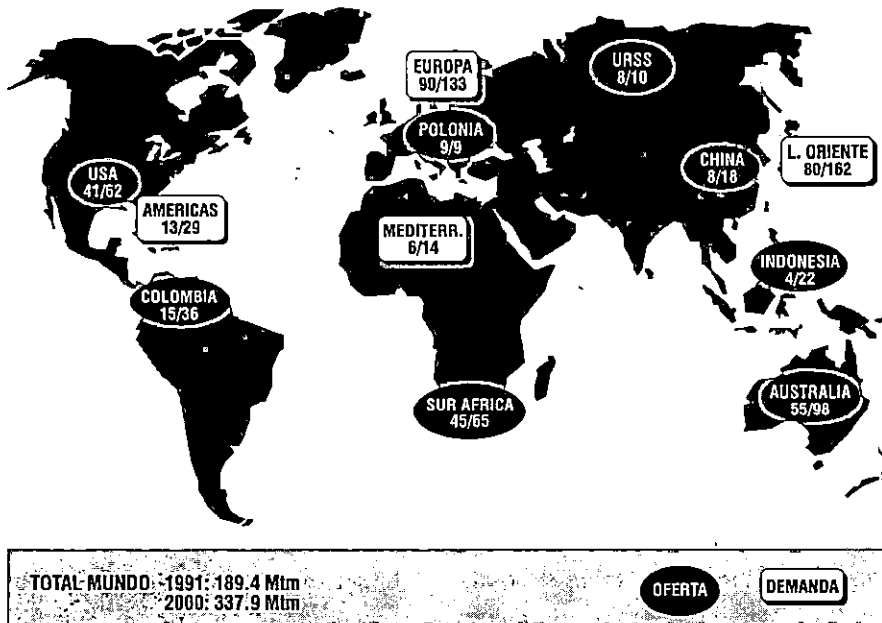 EUROPA
90/133
URSS
8/10
POLONIA
9/9
L. ORIENTE
80/162
CHINA
8/18
USA
41/62
AMERICAS
13/29
MEDITERR.
6/14
INDONESIA
4/22
COLOMBIA
15/36
SUR AFRICA
45/65
AUSTRALIA
55/98
TOTAL MUNDO -1991: 189.4 Mtm
2000: 337.9 Mtm
OFERTA
DEMANDA